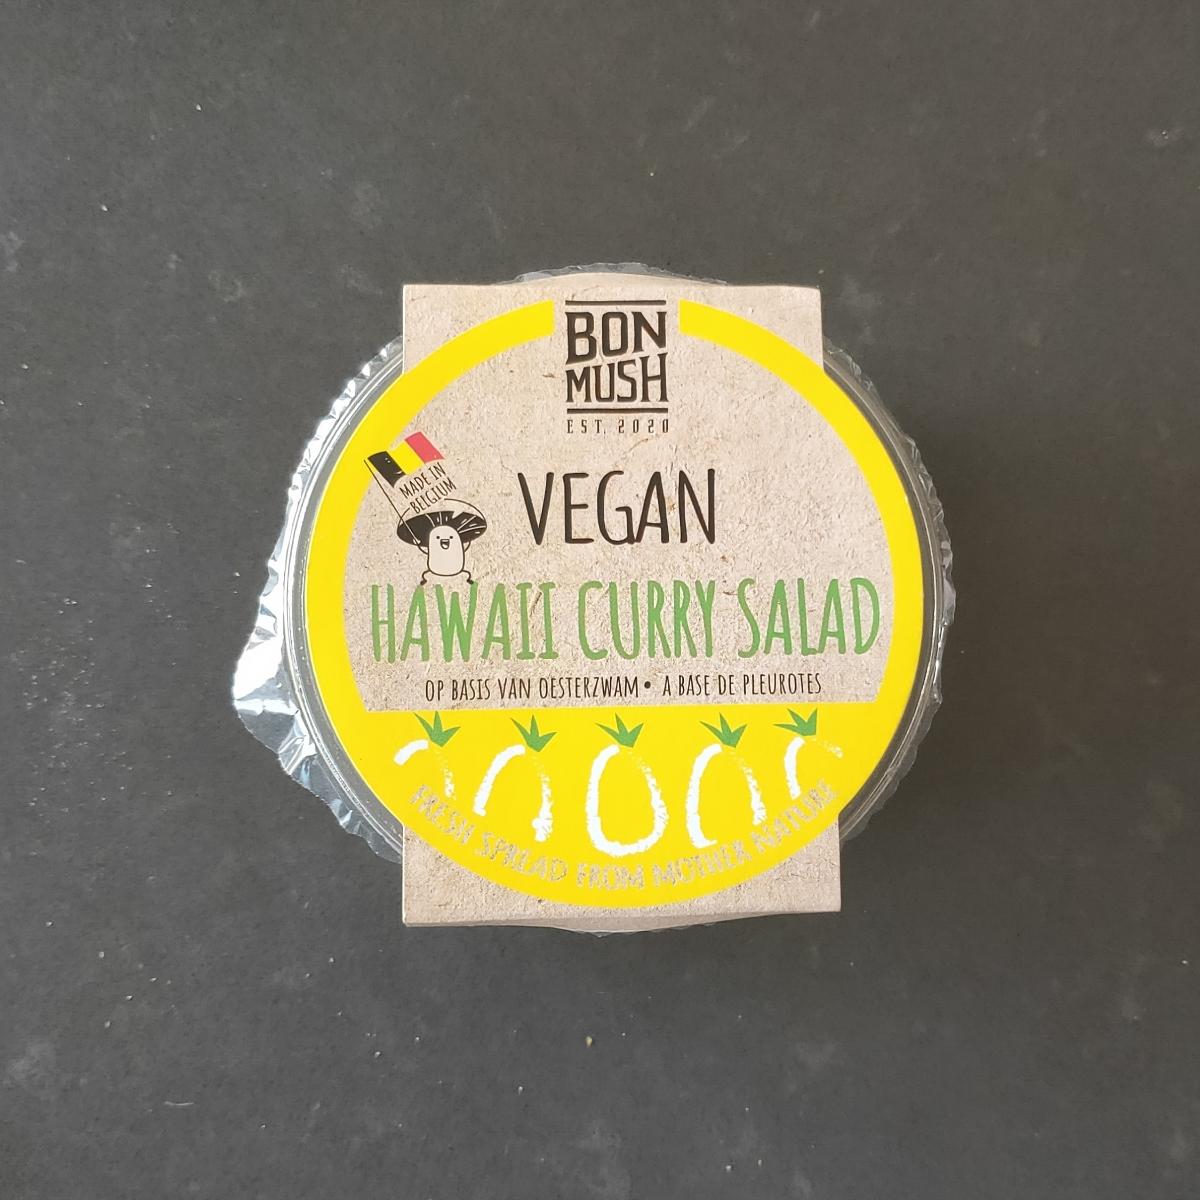 BON
MUSH
EST. 2020
MADE IN
BELGIUM
VEGAN
HAWAII CURRY SALAD
OP BASIS VAN OESTERZWAM • A BASE DE PLEUROTES
FRESH SPREAD FROM MOTHER NATURE